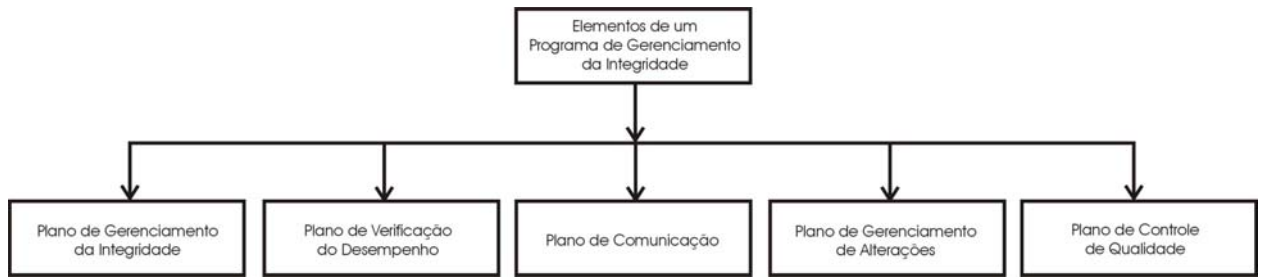 Elementos de um
Programa de Gerenciamento
da Integridade
Plano de Gerenciamento
da Integridade
Plano de Verificação
do Desempenho
Plano de Comunicação
Plano de Gerenciamento
de Alterações
Plano de Controle
de Qualidade